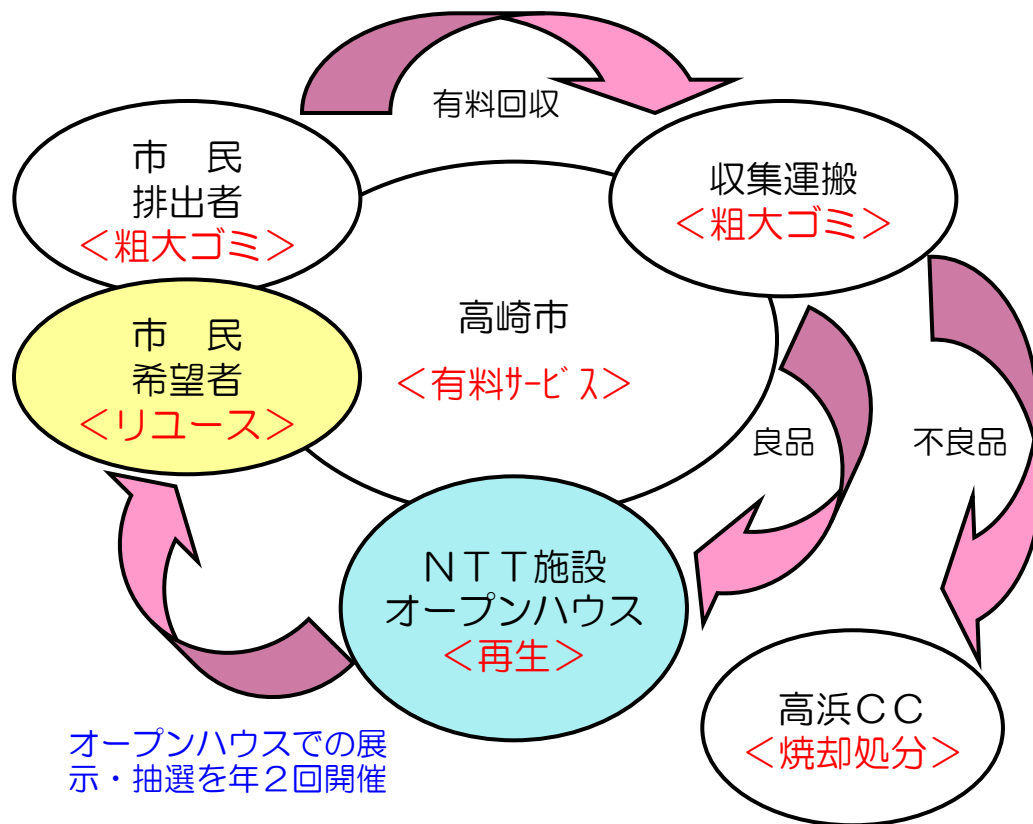 有料回収
市　民
排出者
＜粗大ゴミ＞
収集運搬
＜粗大ゴミ＞
市　民
希望者
＜リユース＞
高崎市
＜有料ｻｰﾋﾞｽ＞
良品
不良品
ＮＴＴ施設
オープンハウス
＜再生＞
高浜ＣＣ
＜焼却処分＞
オープンハウスでの展
示・抽選を年２回開催